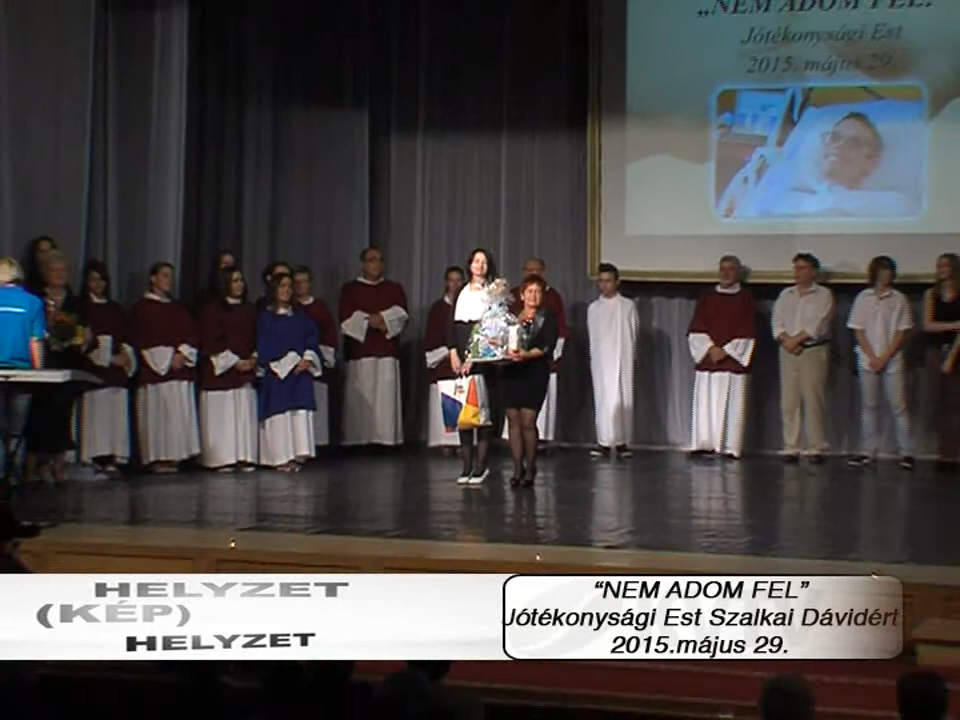 „NEM ADOM FEL!
Jótékonysági Est
2015. május 29.
HELYZET
(KÉP)
HELYZET
“NEM ADOM FEL”
Jótékonysági Est Szalkai Dávidért
2015.május 29.